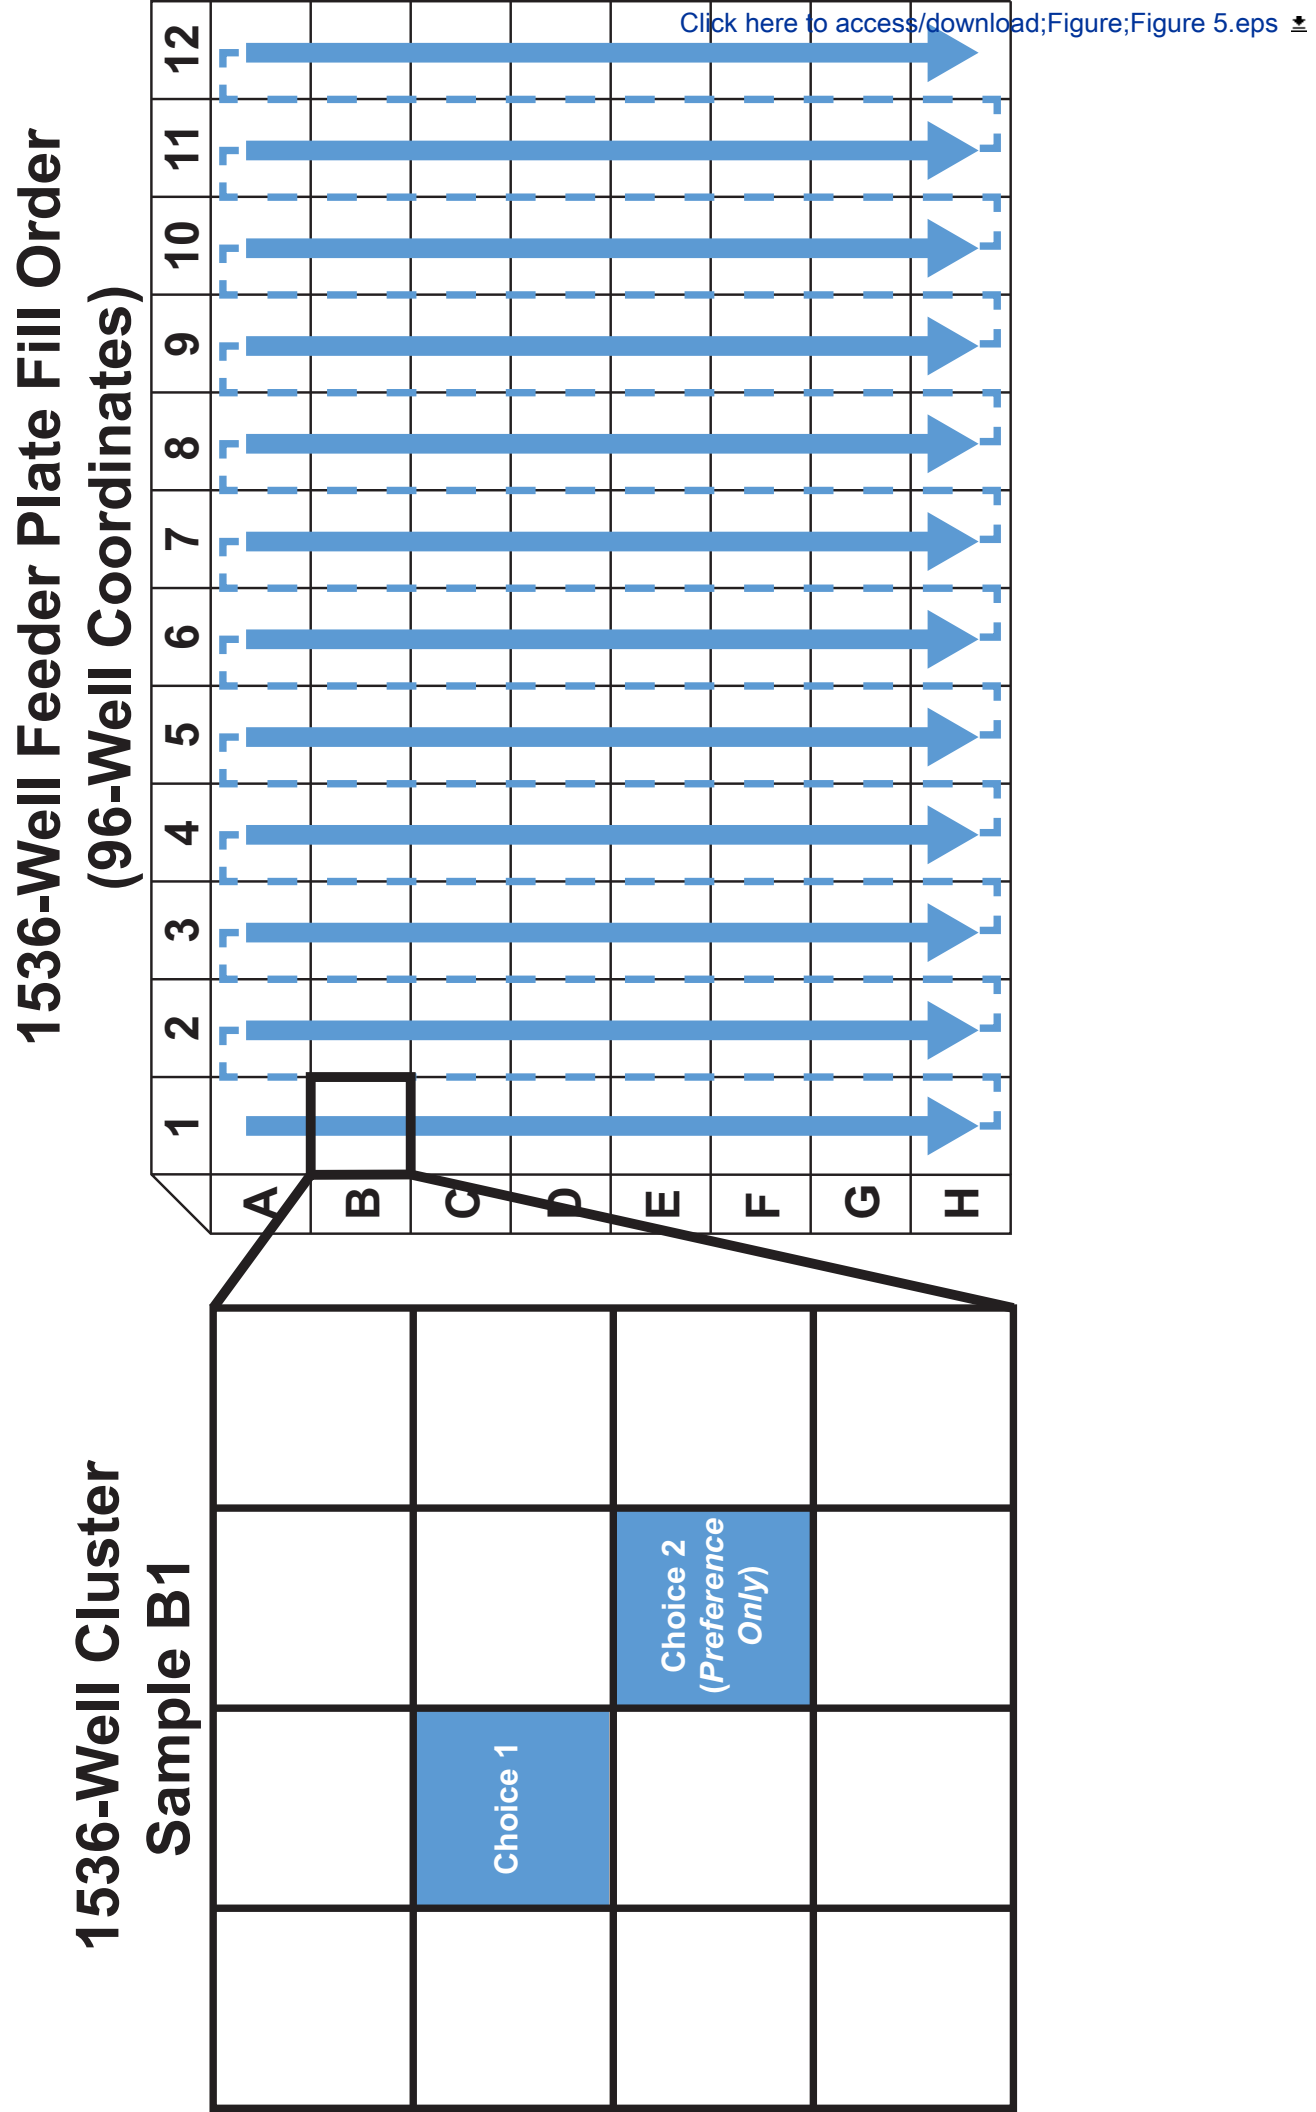 Click here to access/download;Figure;Figure 5.eps
1536-Well Cluster
Sample B1
Choice 1
Choice 2
(Preference
Only)
1536-Well Feeder Plate Fill Order
(96-Well Coordinates)
1 2 3 4 5 6 7 8 9 10 11 12
A
B
C
D
E
F
G
H